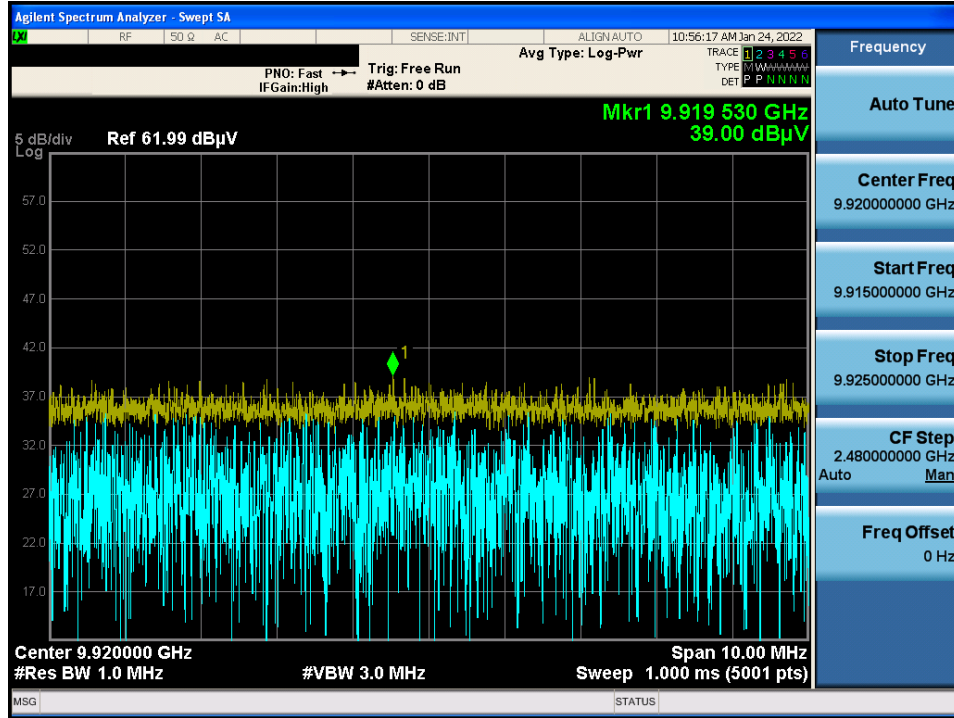 Agilent Spectrum Analyzer - Swept SA
LXI RF 50 Ω AC SENSE:INT ALIGN AUTO 10:56:17 AM Jan 24, 2022
Avg Type: Log-Pwr
PNO: Fast Trig: Free Run
IFGain:High #Atten: 0 dB
TRACE 1 2 3 4 5 6
TYPE M W W W W W
DET P P N N N N
Mkr1 9.919 530 GHz
39.00 dBµV
5 dB/div Ref 61.99 dBµV
Log
57.0
52.0
47.0
42.0
37.0
32.0
27.0
22.0
17.0
1
Center 9.920000 GHz Span 10.00 MHz
#Res BW 1.0 MHz #VBW 3.0 MHz Sweep 1.000 ms (5001 pts)
MSG STATUS
Frequency
Auto Tune
Center Freq
9.920000000 GHz
Start Freq
9.915000000 GHz
Stop Freq
9.925000000 GHz
CF Step
2.480000000 GHz
Auto Man
Freq Offset
0 Hz